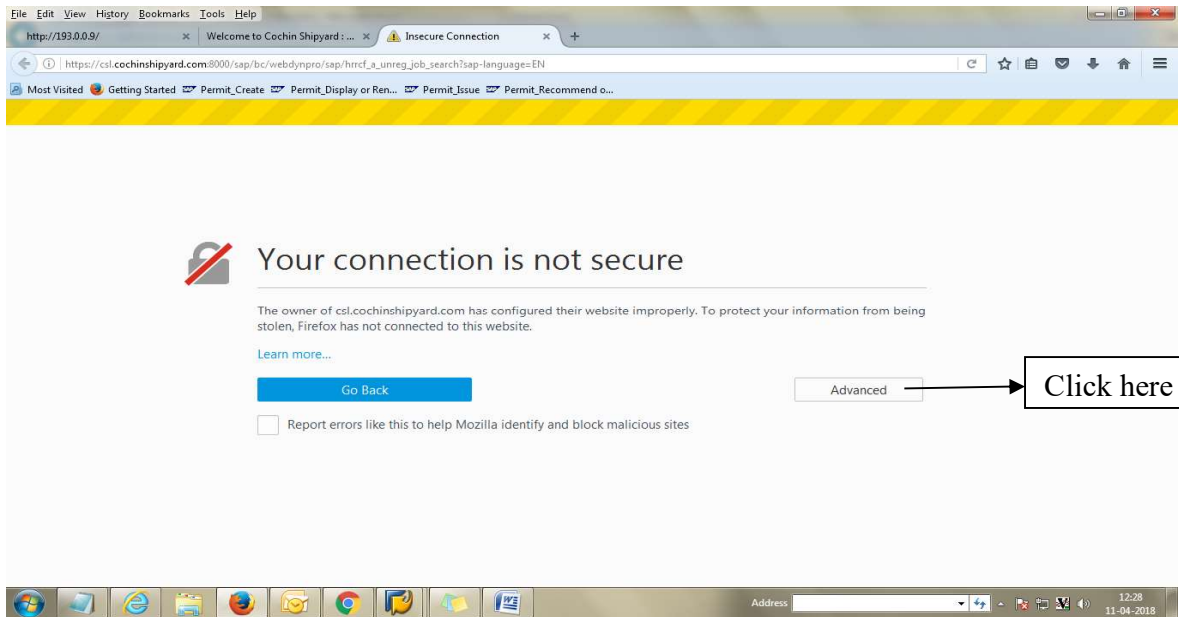 File Edit View History Bookmarks Tools Help
http://193.0.0.9/ × Welcome to Cochin Shipyard : ... × Insecure Connection × +
https://csl.cochinshipyard.com:8000/sap/bc/webdynpro/sap/hrrcf_a_unreg_job_search?sap-language=EN
Most Visited Getting Started Permit_Create Permit_Display or Ren... Permit_Issue Permit_Recommend o...
Your connection is not secure
The owner of csl.cochinshipyard.com has configured their website improperly. To protect your information from being
stolen, Firefox has not connected to this website.
Learn more...
Go Back Advanced Click here
Report errors like this to help Mozilla identify and block malicious sites
Address 12:28
11-04-2018